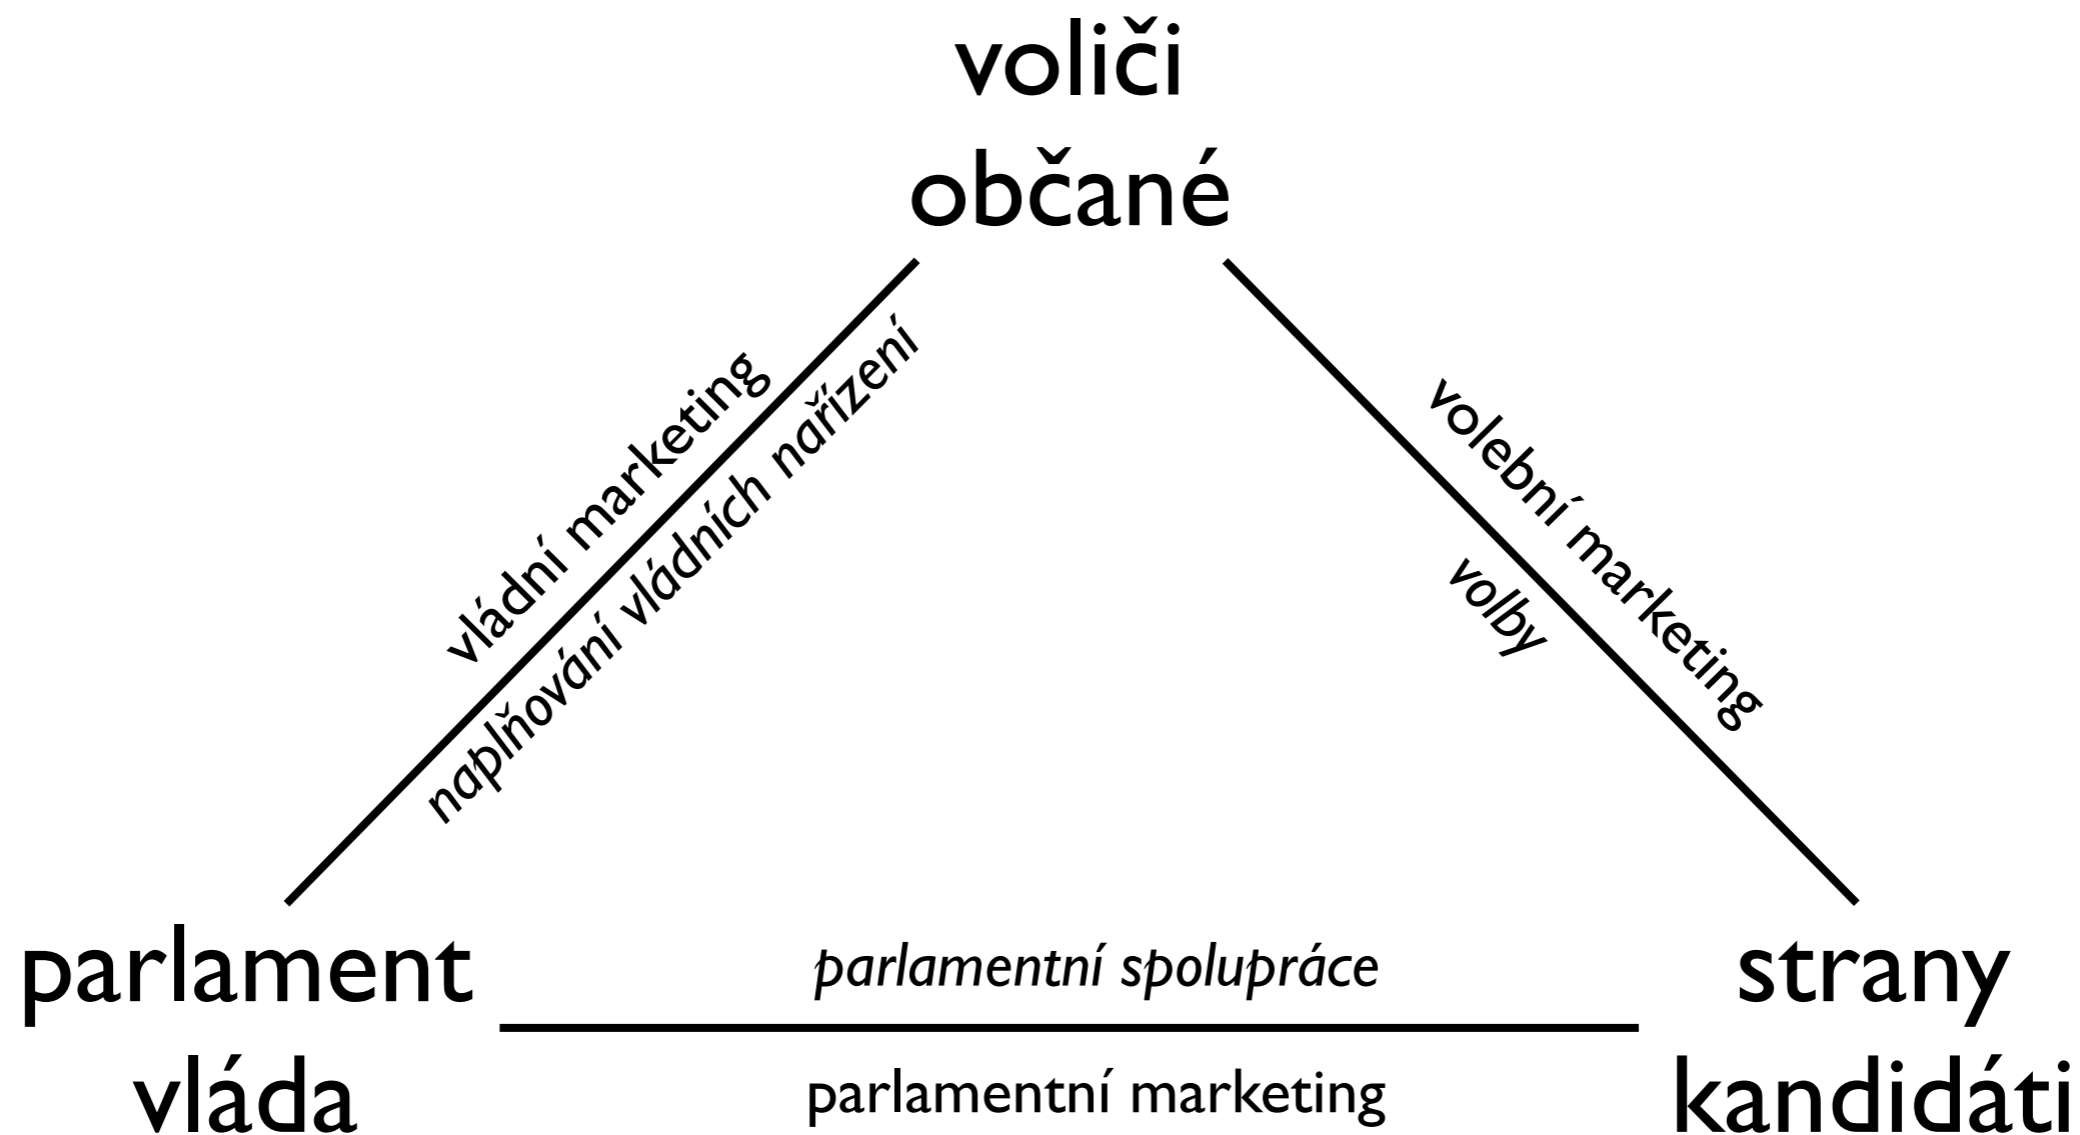 voliči
občané
vládní marketing
naplňování vládních nařízení
volební marketing
volby
parlament
vláda
parlamentní spolupráce
parlamentní marketing
strany
kandidáti